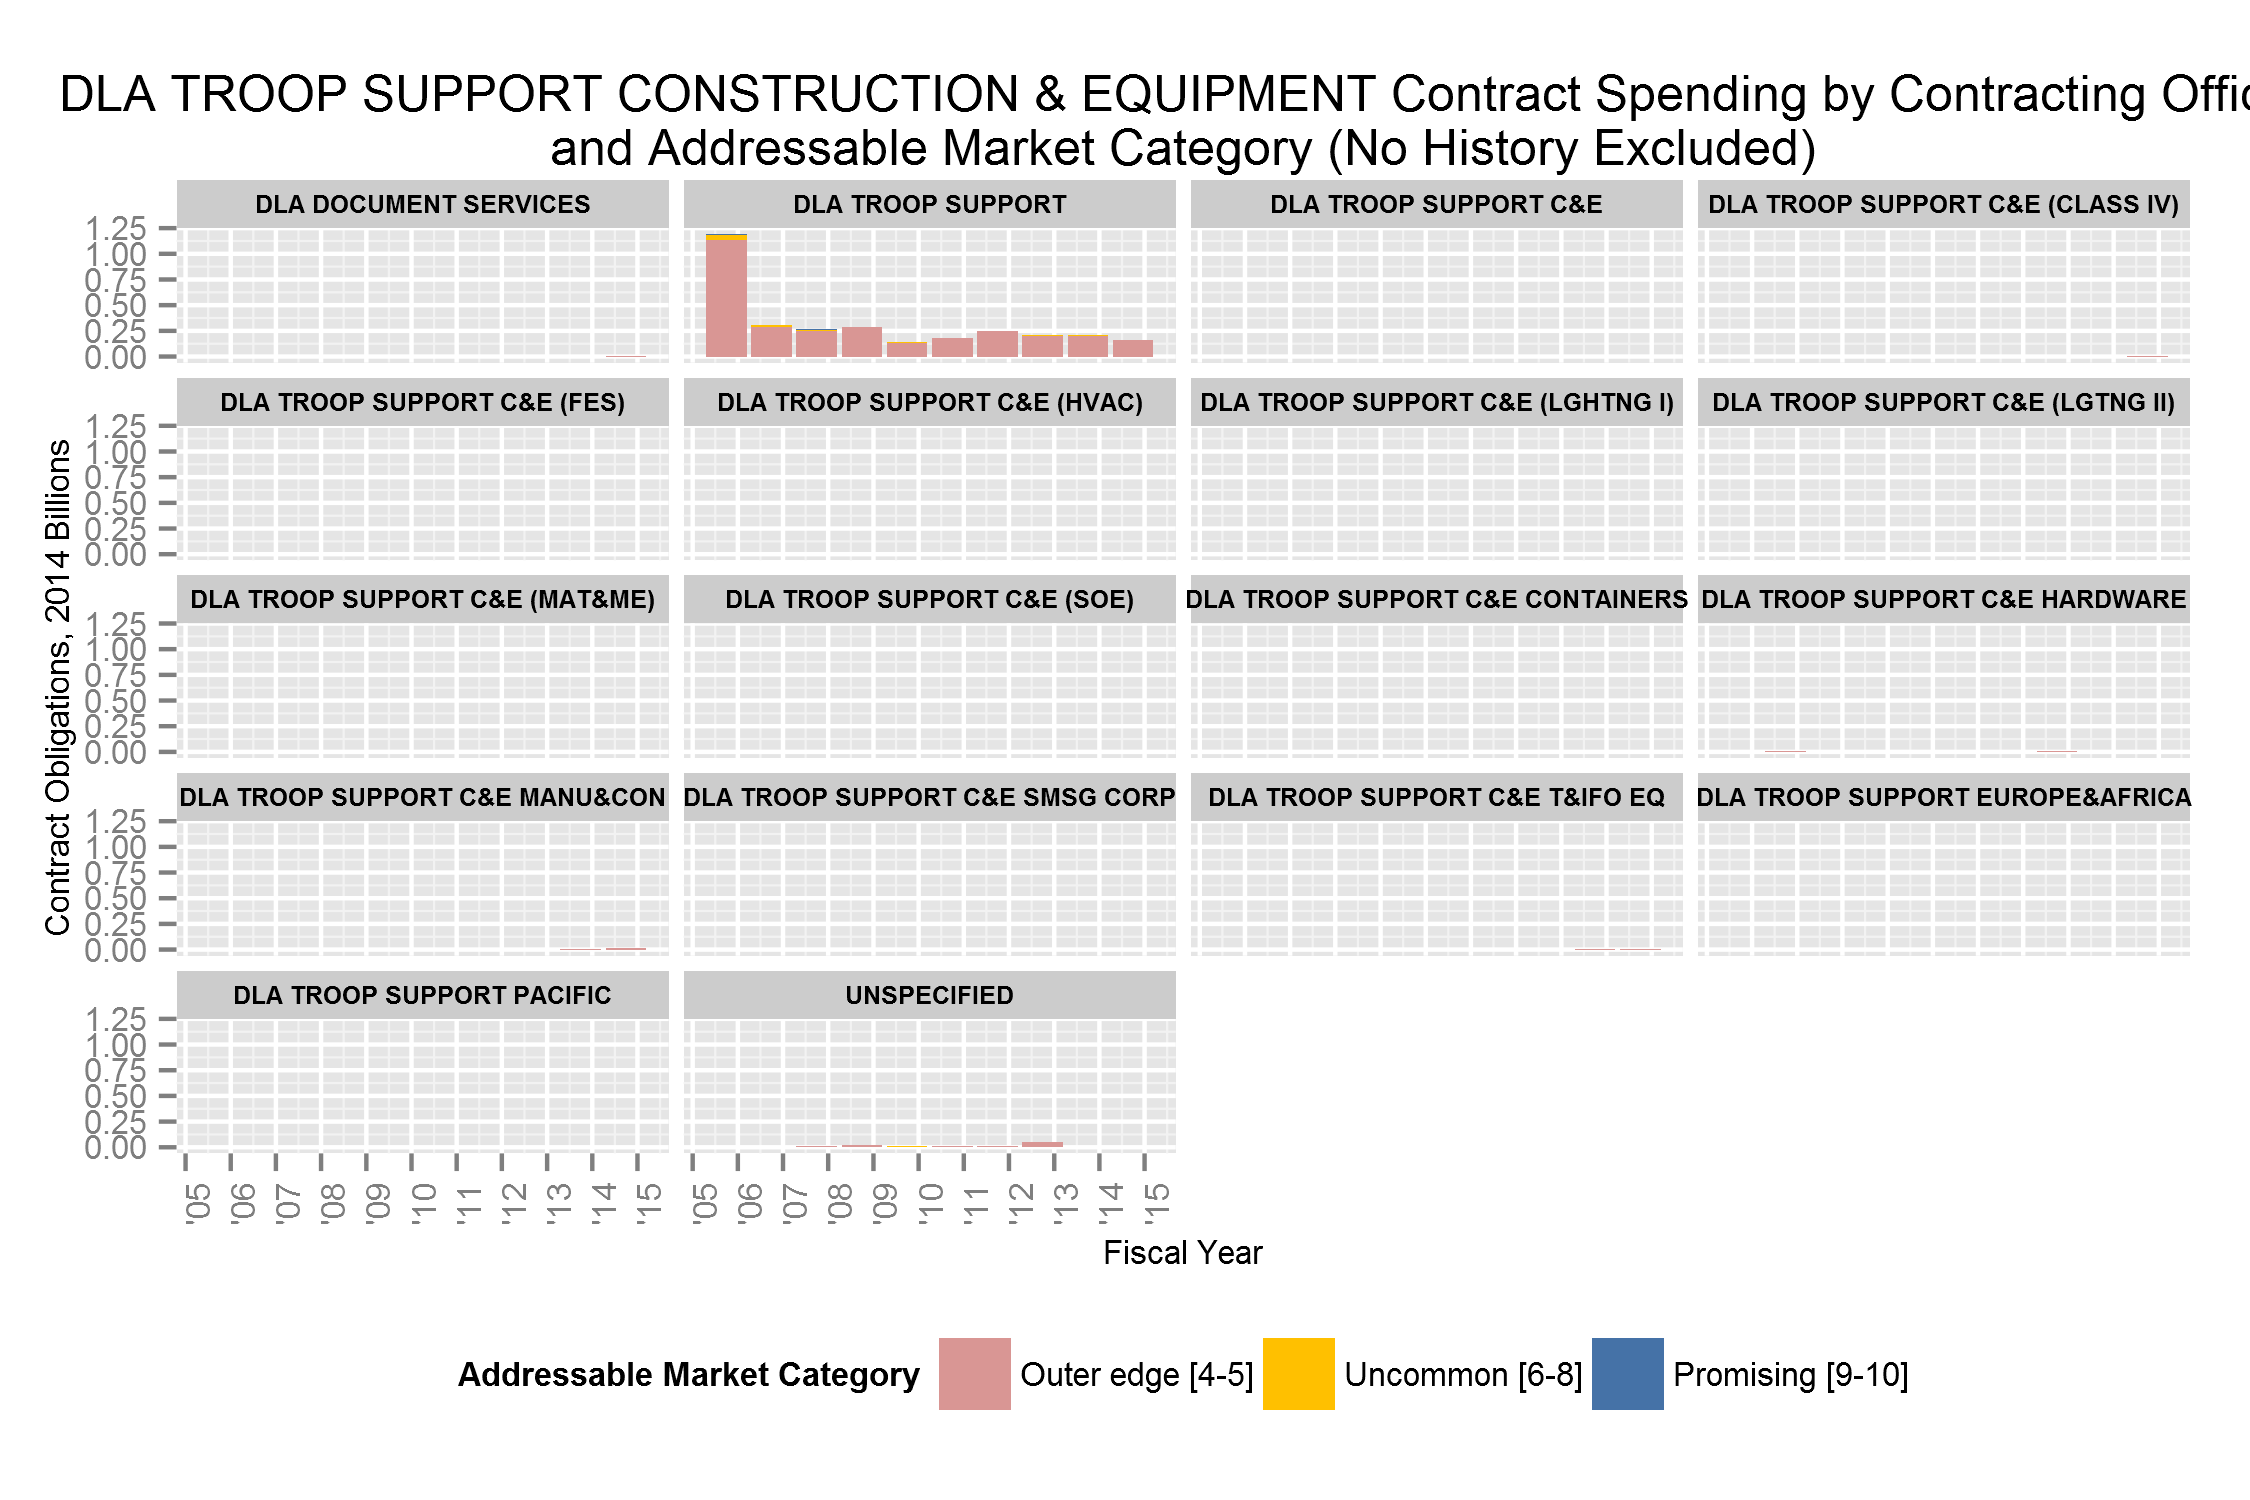 DLA TROOP SUPPORT CONSTRUCTION & EQUIPMENT Contract Spending by Contracting Offic
and Addressable Market Category (No History Excluded)
DLA DOCUMENT SERVICES
DLA TROOP SUPPORT
DLA TROOP SUPPORT C&E
DLA TROOP SUPPORT C&E (CLASS IV)
1.25
1.00
0.75
0.50
0.25
0.00
DLA TROOP SUPPORT C&E (FES)
DLA TROOP SUPPORT C&E (HVAC)
DLA TROOP SUPPORT C&E (LGHTNG I)
DLA TROOP SUPPORT C&E (LGTNG II)
1.25
1.00
0.75
0.50
0.25
0.00
DLA TROOP SUPPORT C&E (MAT&ME)
DLA TROOP SUPPORT C&E (SOE)
DLA TROOP SUPPORT C&E CONTAINERS
DLA TROOP SUPPORT C&E HARDWARE
1.25
1.00
0.75
0.50
0.25
0.00
DLA TROOP SUPPORT C&E MANU&CON
DLA TROOP SUPPORT C&E SMSG CORP
DLA TROOP SUPPORT C&E T&IFO EQ
DLA TROOP SUPPORT EUROPE&AFRICA
1.25
1.00
0.75
0.50
0.25
0.00
DLA TROOP SUPPORT PACIFIC
UNSPECIFIED
1.25
1.00
0.75
0.50
0.25
0.00
Contract Obligations, 2014 Billions
'05 '06 '07 '08 '09 '10 '11 '12 '13 '14 '15
'05 '06 '07 '08 '09 '10 '11 '12 '13 '14 '15
Fiscal Year
Addressable Market Category Outer edge [4-5] Uncommon [6-8] Promising [9-10]